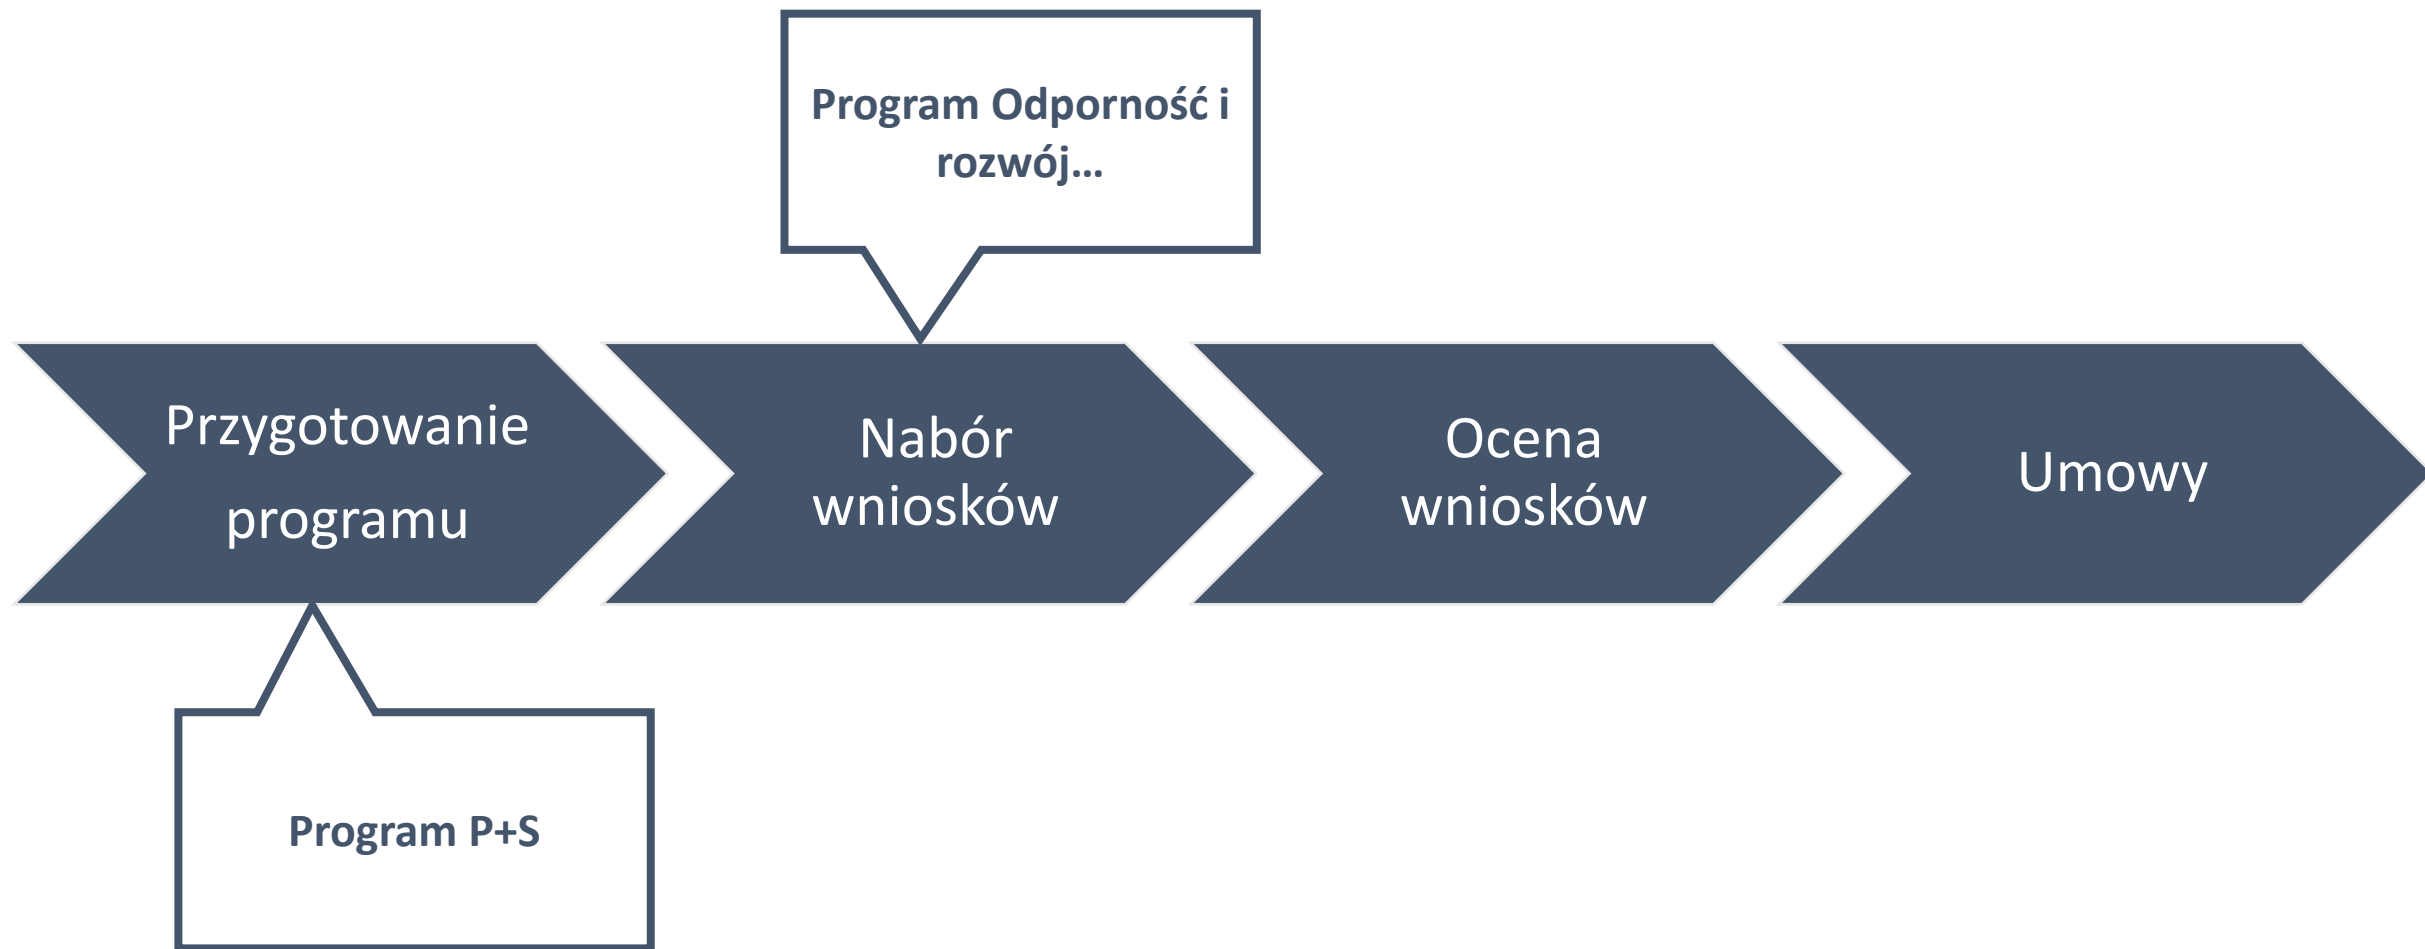 Program Odporność i
rozwój...
Przygotowanie
programu
Nabór
wniosków
Ocena
wniosków
Umowy
Program P+S